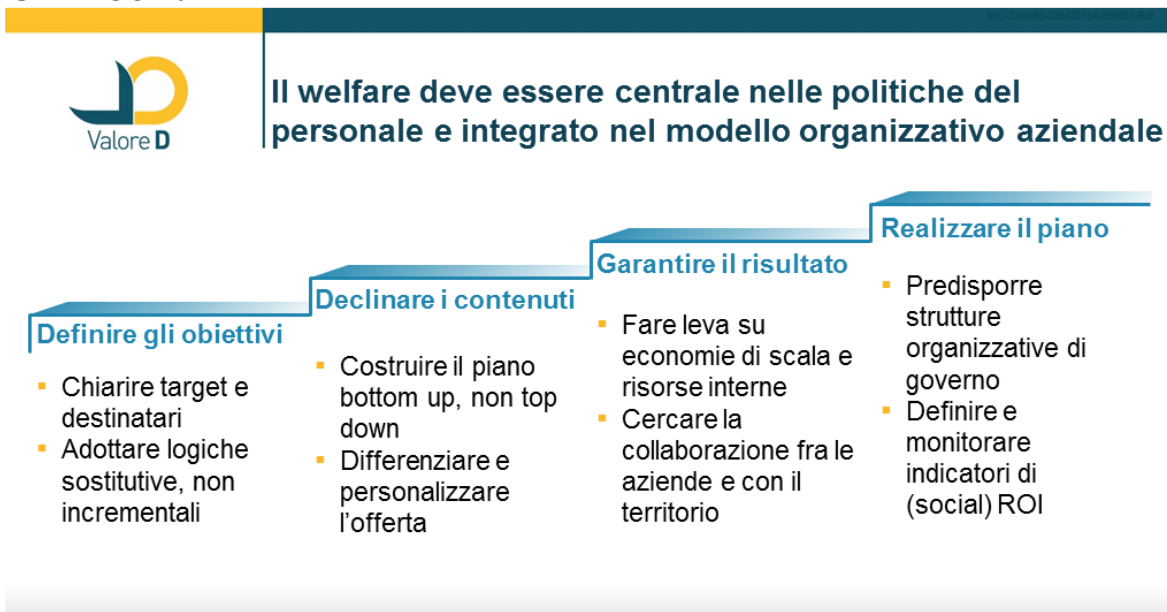 Valore D
Il welfare deve essere centrale nelle politiche del
personale e integrato nel modello organizzativo aziendale
Definire gli obiettivi
▪ Chiarire target e
destinatari
▪ Adottare logiche
sostitutive, non
incrementali
Declinare i contenuti
▪ Costruire il piano
bottom up, non top
down
▪ Differenziare e
personalizzare
l’offerta
Garantire il risultato
▪ Fare leva su
economie di scala e
risorse interne
▪ Cercare la
collaborazione fra le
aziende e con il
territorio
Realizzare il piano
▪ Predisporre
strutture
organizzative di
governo
▪ Definire e
monitorare
indicatori di
(social) ROI